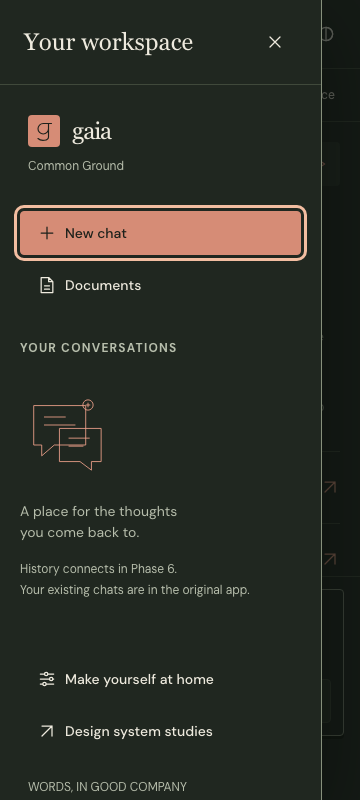 Your workspace
g gaia
Common Ground
New chat
Documents
YOUR CONVERSATIONS
A place for the thoughts
you come back to.
History connects in Phase 6.
Your existing chats are in the original app.
Make yourself at home
Design system studies
WORDS, IN GOOD COMPANY
ce